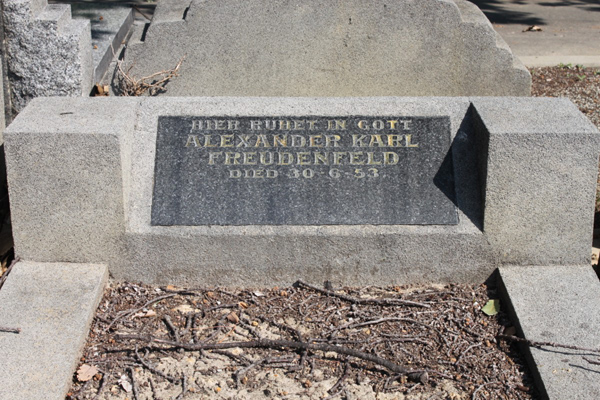 HIER RUHET IN GOTT
ALEXANDER KARL
FREUDENFELD
DIED 30-6-53.